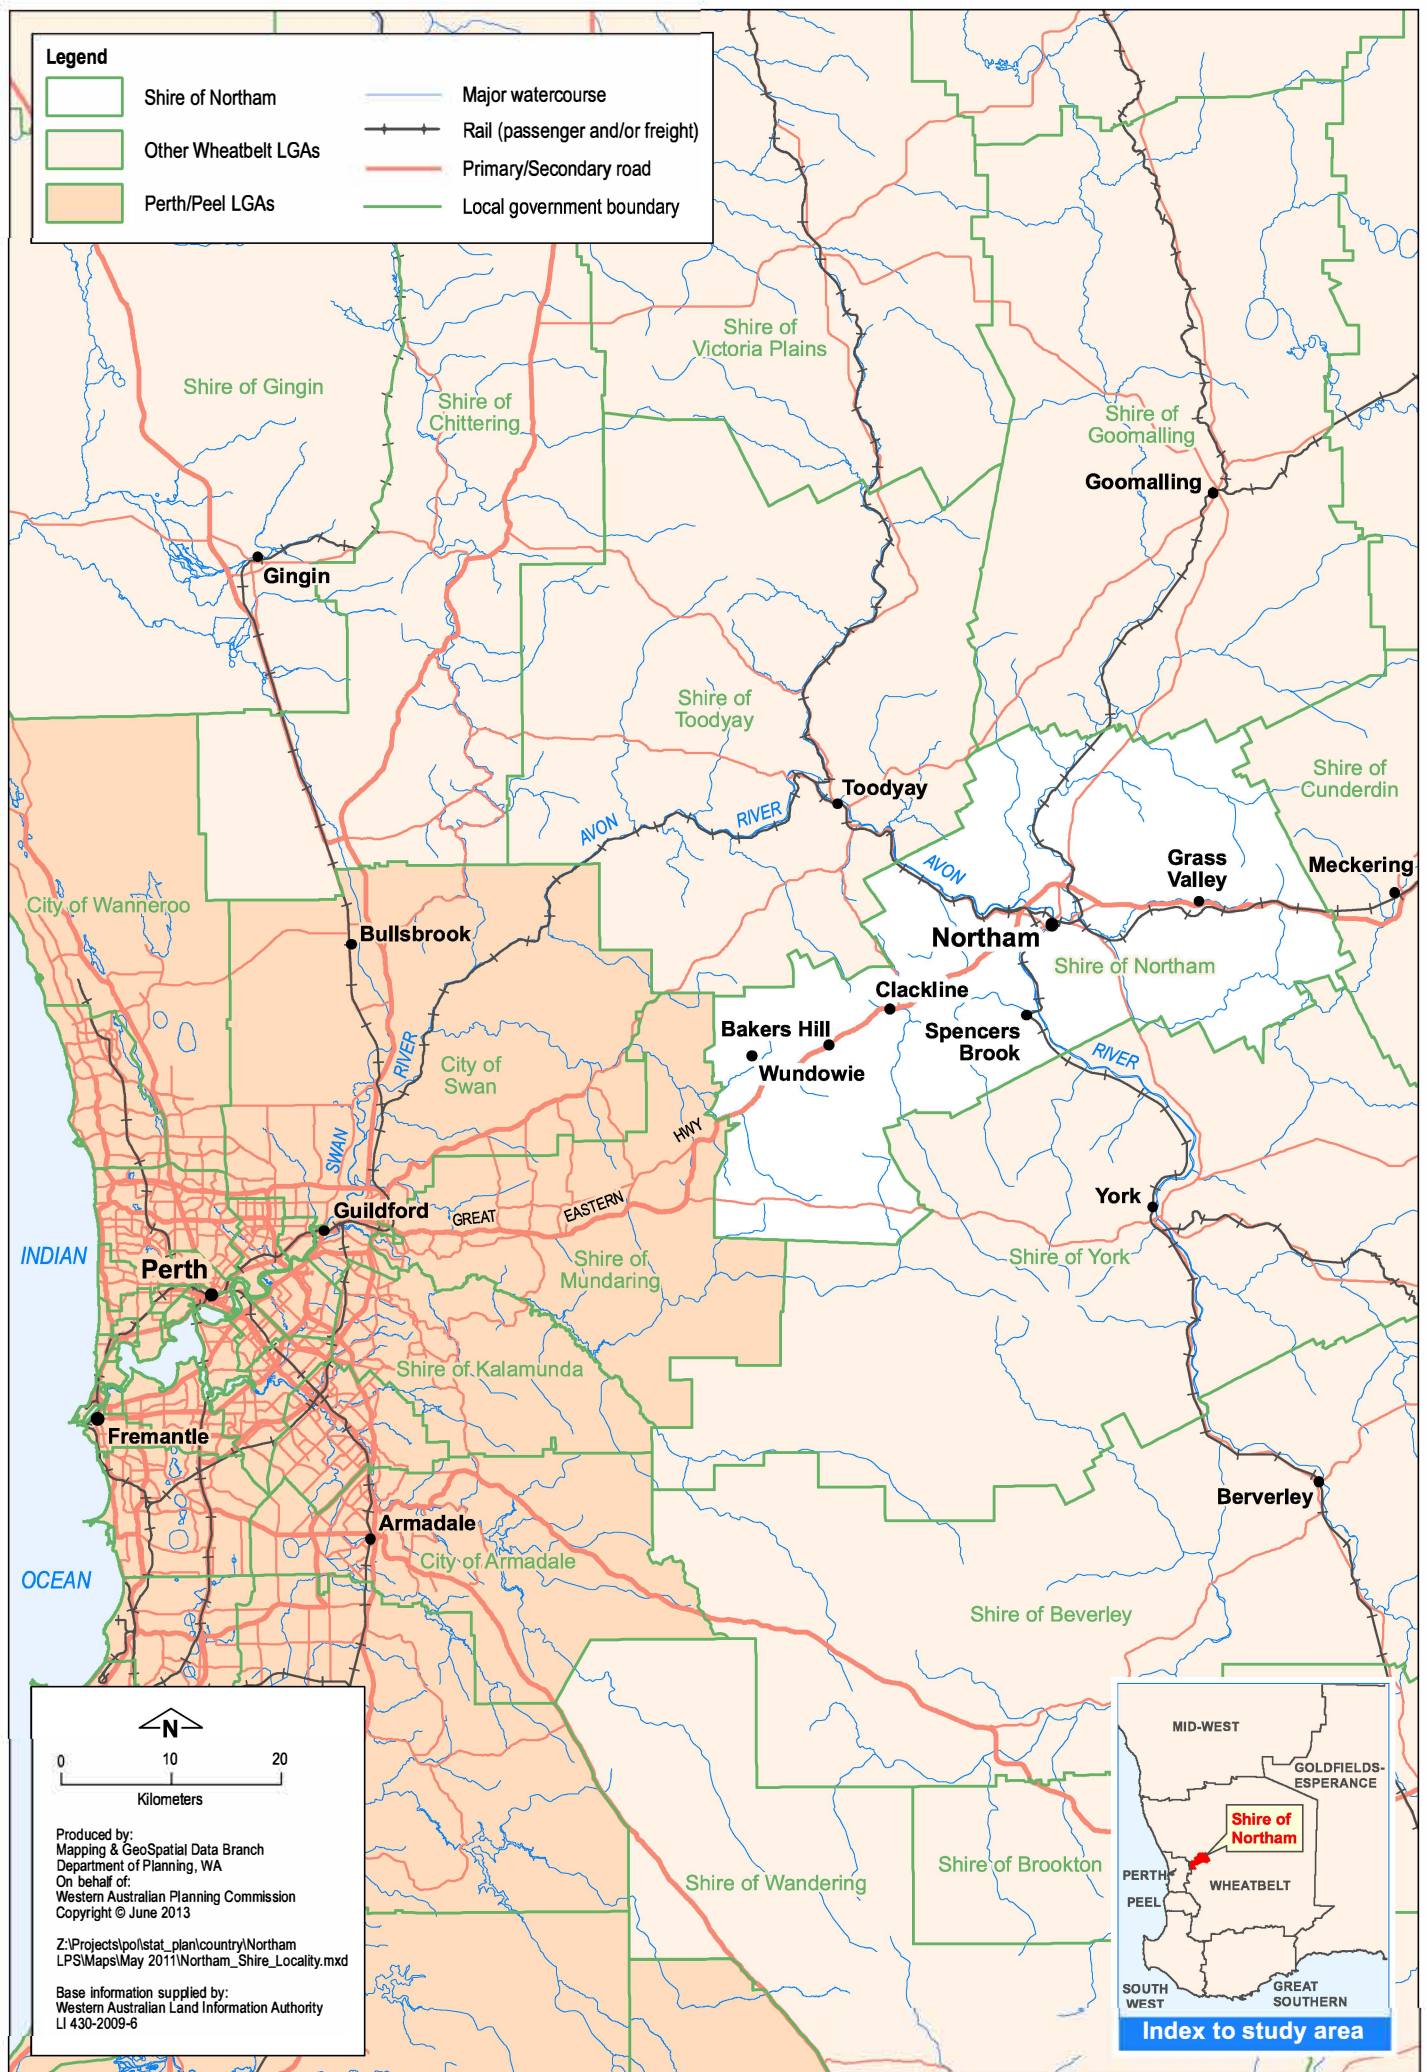 Legend
Shire of Northam
Other Wheatbelt LGAs
Perth/Peel LGAs
Major watercourse
Rail (passenger and/or freight)
Primary/Secondary road
Local government boundary
Shire of
Victoria Plains
Shire of Gingin
Shire of
Chittering
Shire of
Goomalling
Goomalling
Gingin
Shire of
Toodyay
Toodyay
Shire of
Cunderdin
AVON
RIVER
AVON
Grass
Valley
Meckering
City of Wanneroo
Bullsbrook
Northam
Shire of Northam
Clackline
Bakers Hill
Spencers
Brook
Wundowie
RIVER
RIVER
City of
Swan
SWAN
HWY
York
Guildford
GREAT
EASTERN
INDIAN
Perth
Shire of
Mundaring
Shire of York
Shire of Kalamunda
Fremantle
Berverley
Armadale
City of Armadale
OCEAN
Shire of Beverley
Shire of Wandering
Shire of Brookton
N
0 10 20
Kilometers
Produced by:
Mapping & GeoSpatial Data Branch
Department of Planning, WA
On behalf of:
Western Australian Planning Commission
Copyright © June 2013
Z:\Projects\pol\stat_plan\country\Northam
LPS\Maps\May 2011\Northam_Shire_Locality.mxd
Base information supplied by:
Western Australian Land Information Authority
LI 430-2009-6
MID-WEST
GOLDFIELDS-
ESPERANCE
Shire of
Northam
PERTH
PEEL
WHEATBELT
SOUTH
WEST
GREAT
SOUTHERN
Index to study area